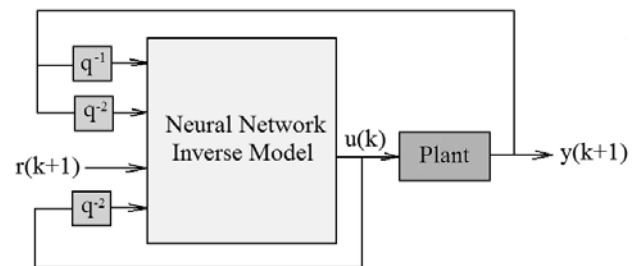 q-1
q-2
Neural Network
Inverse Model
r(k+1)
q-2
u(k)
Plant
y(k+1)